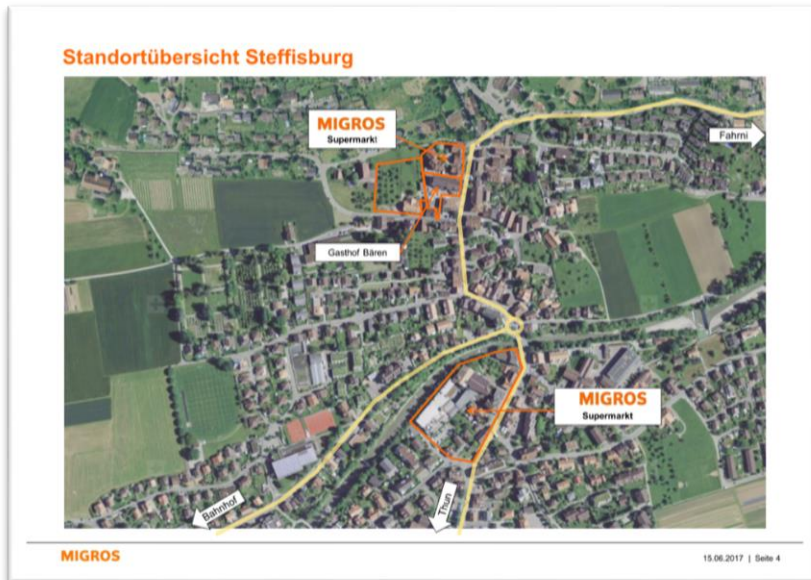 Standortübersicht Steffisburg
MIGROS
Supermarkt
Fahrni
Gasthof Bären
MIGROS
Supermarkt
Bahnhof
Thun
MIGROS
15.06.2017 | Seite 4